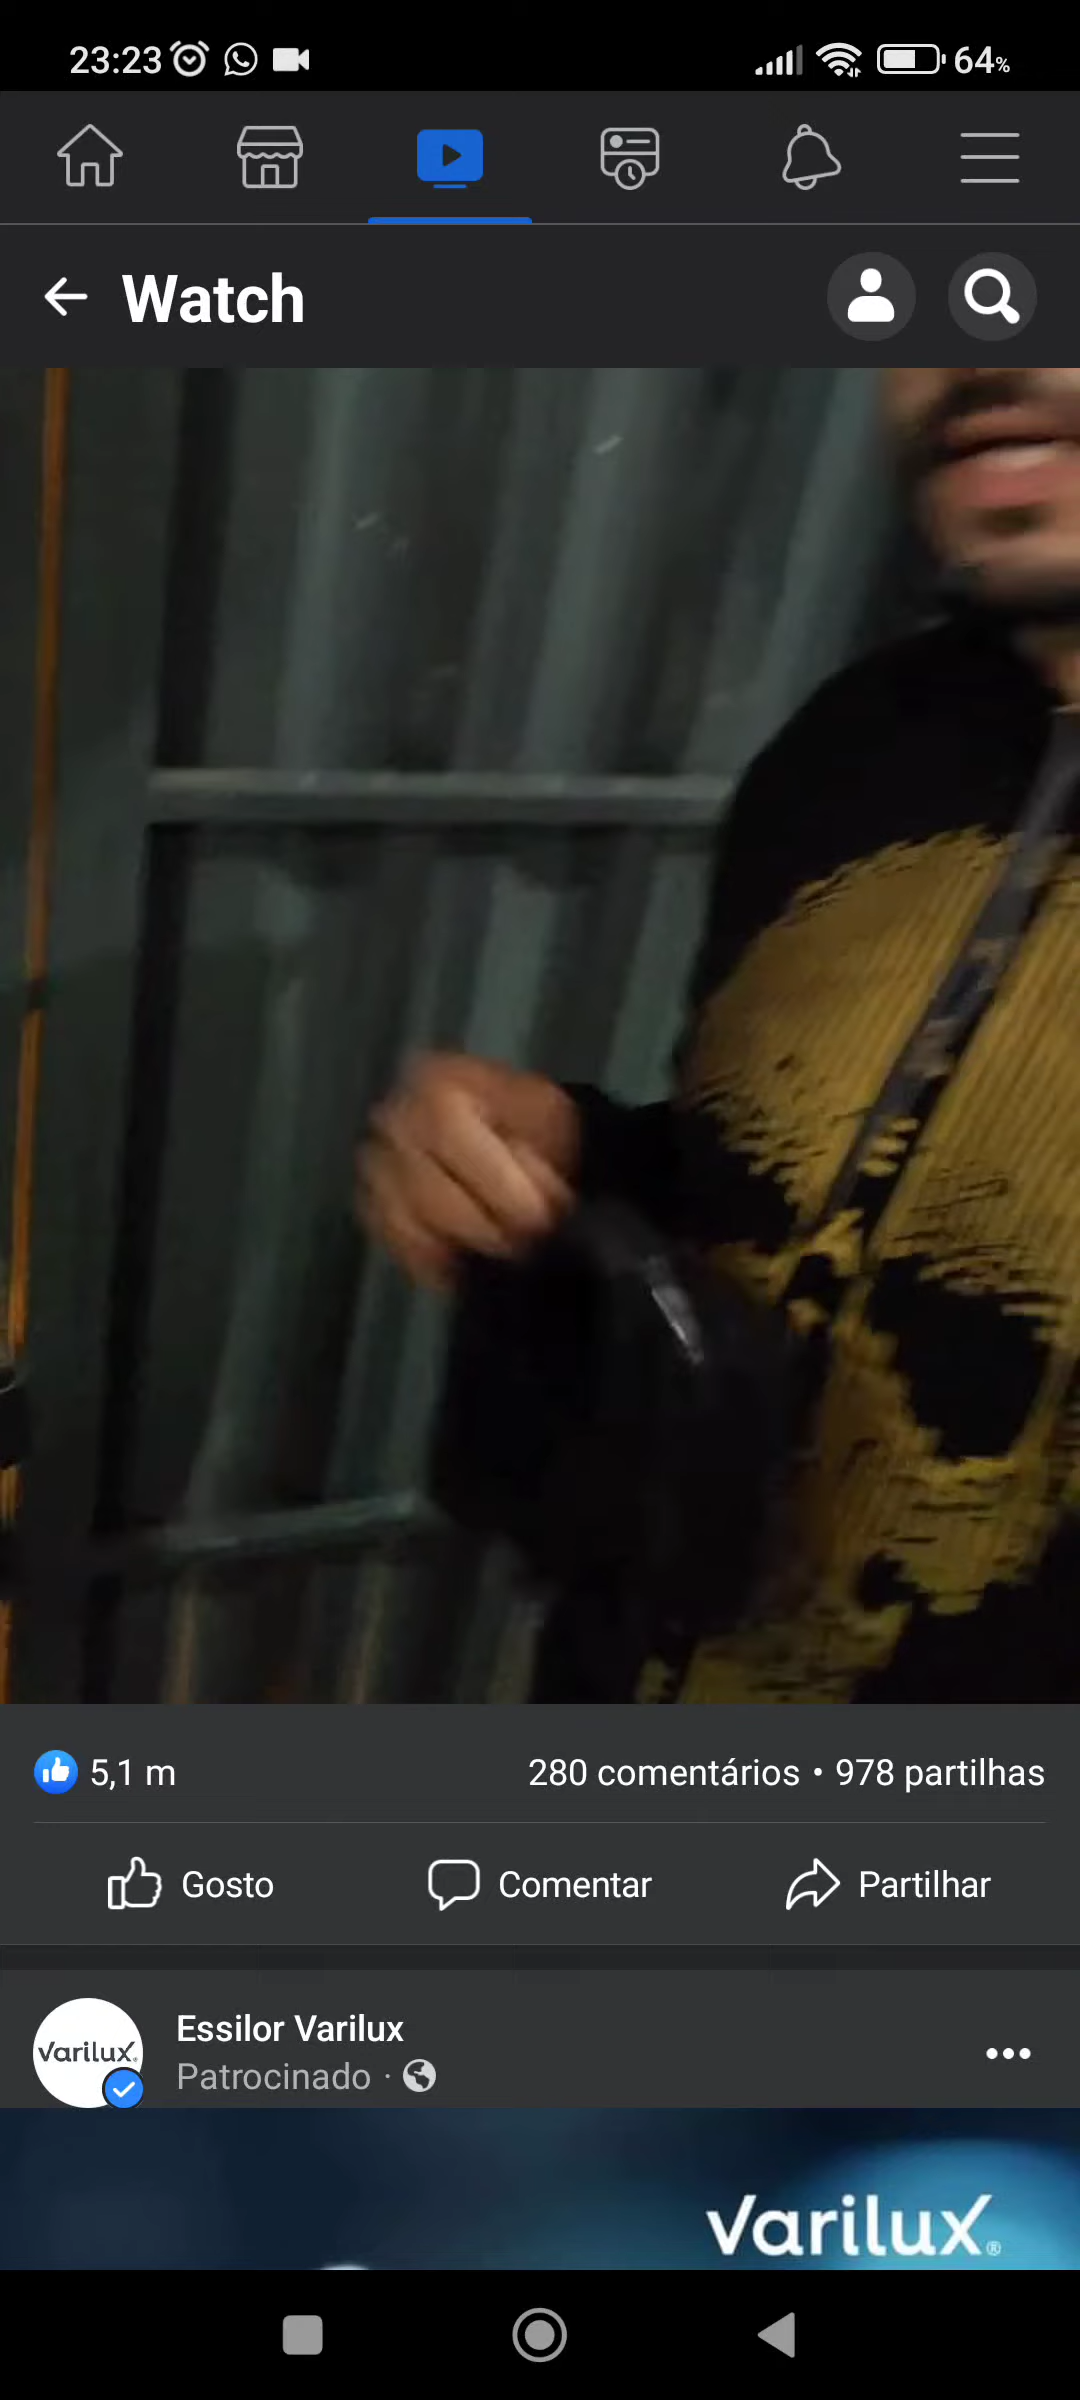 23:23 64%
Watch
5,1 m 280 comentários • 978 partilhas
Gosto Comentar Partilhar
varilux®
Essilor Varilux
Patrocinado ·
varilux®